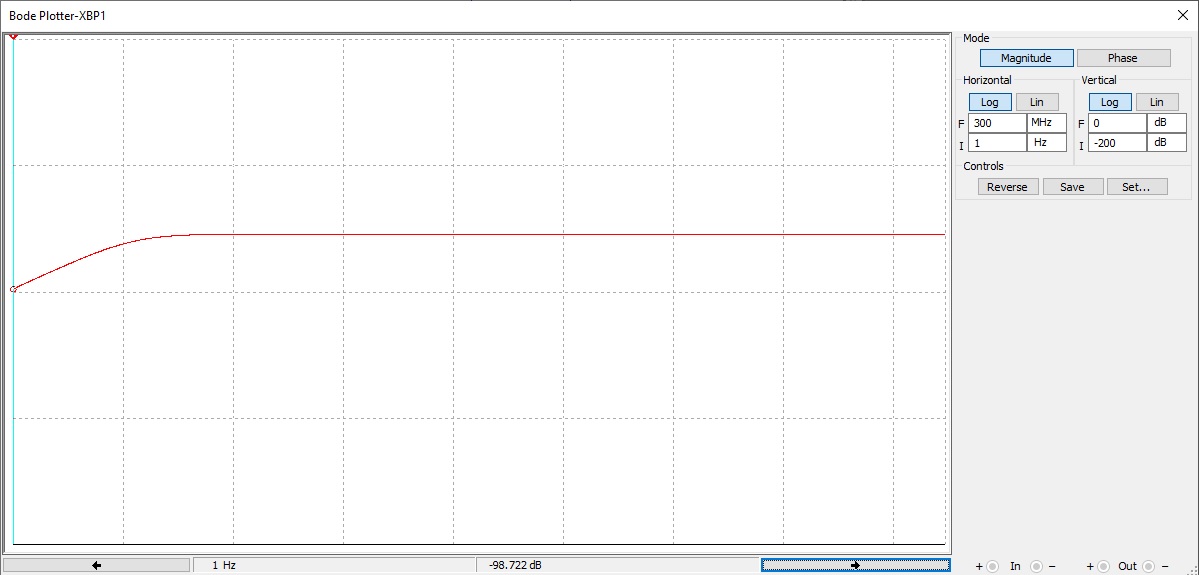 Bode Plotter-XBP1
Mode
Magnitude Phase
Horizontal Vertical
Log Lin Log Lin
F 300 MHz F 0 dB
I 1 Hz I -200 dB
Controls
Reverse Save Set...
1 Hz -98.722 dB
+ In − + Out −